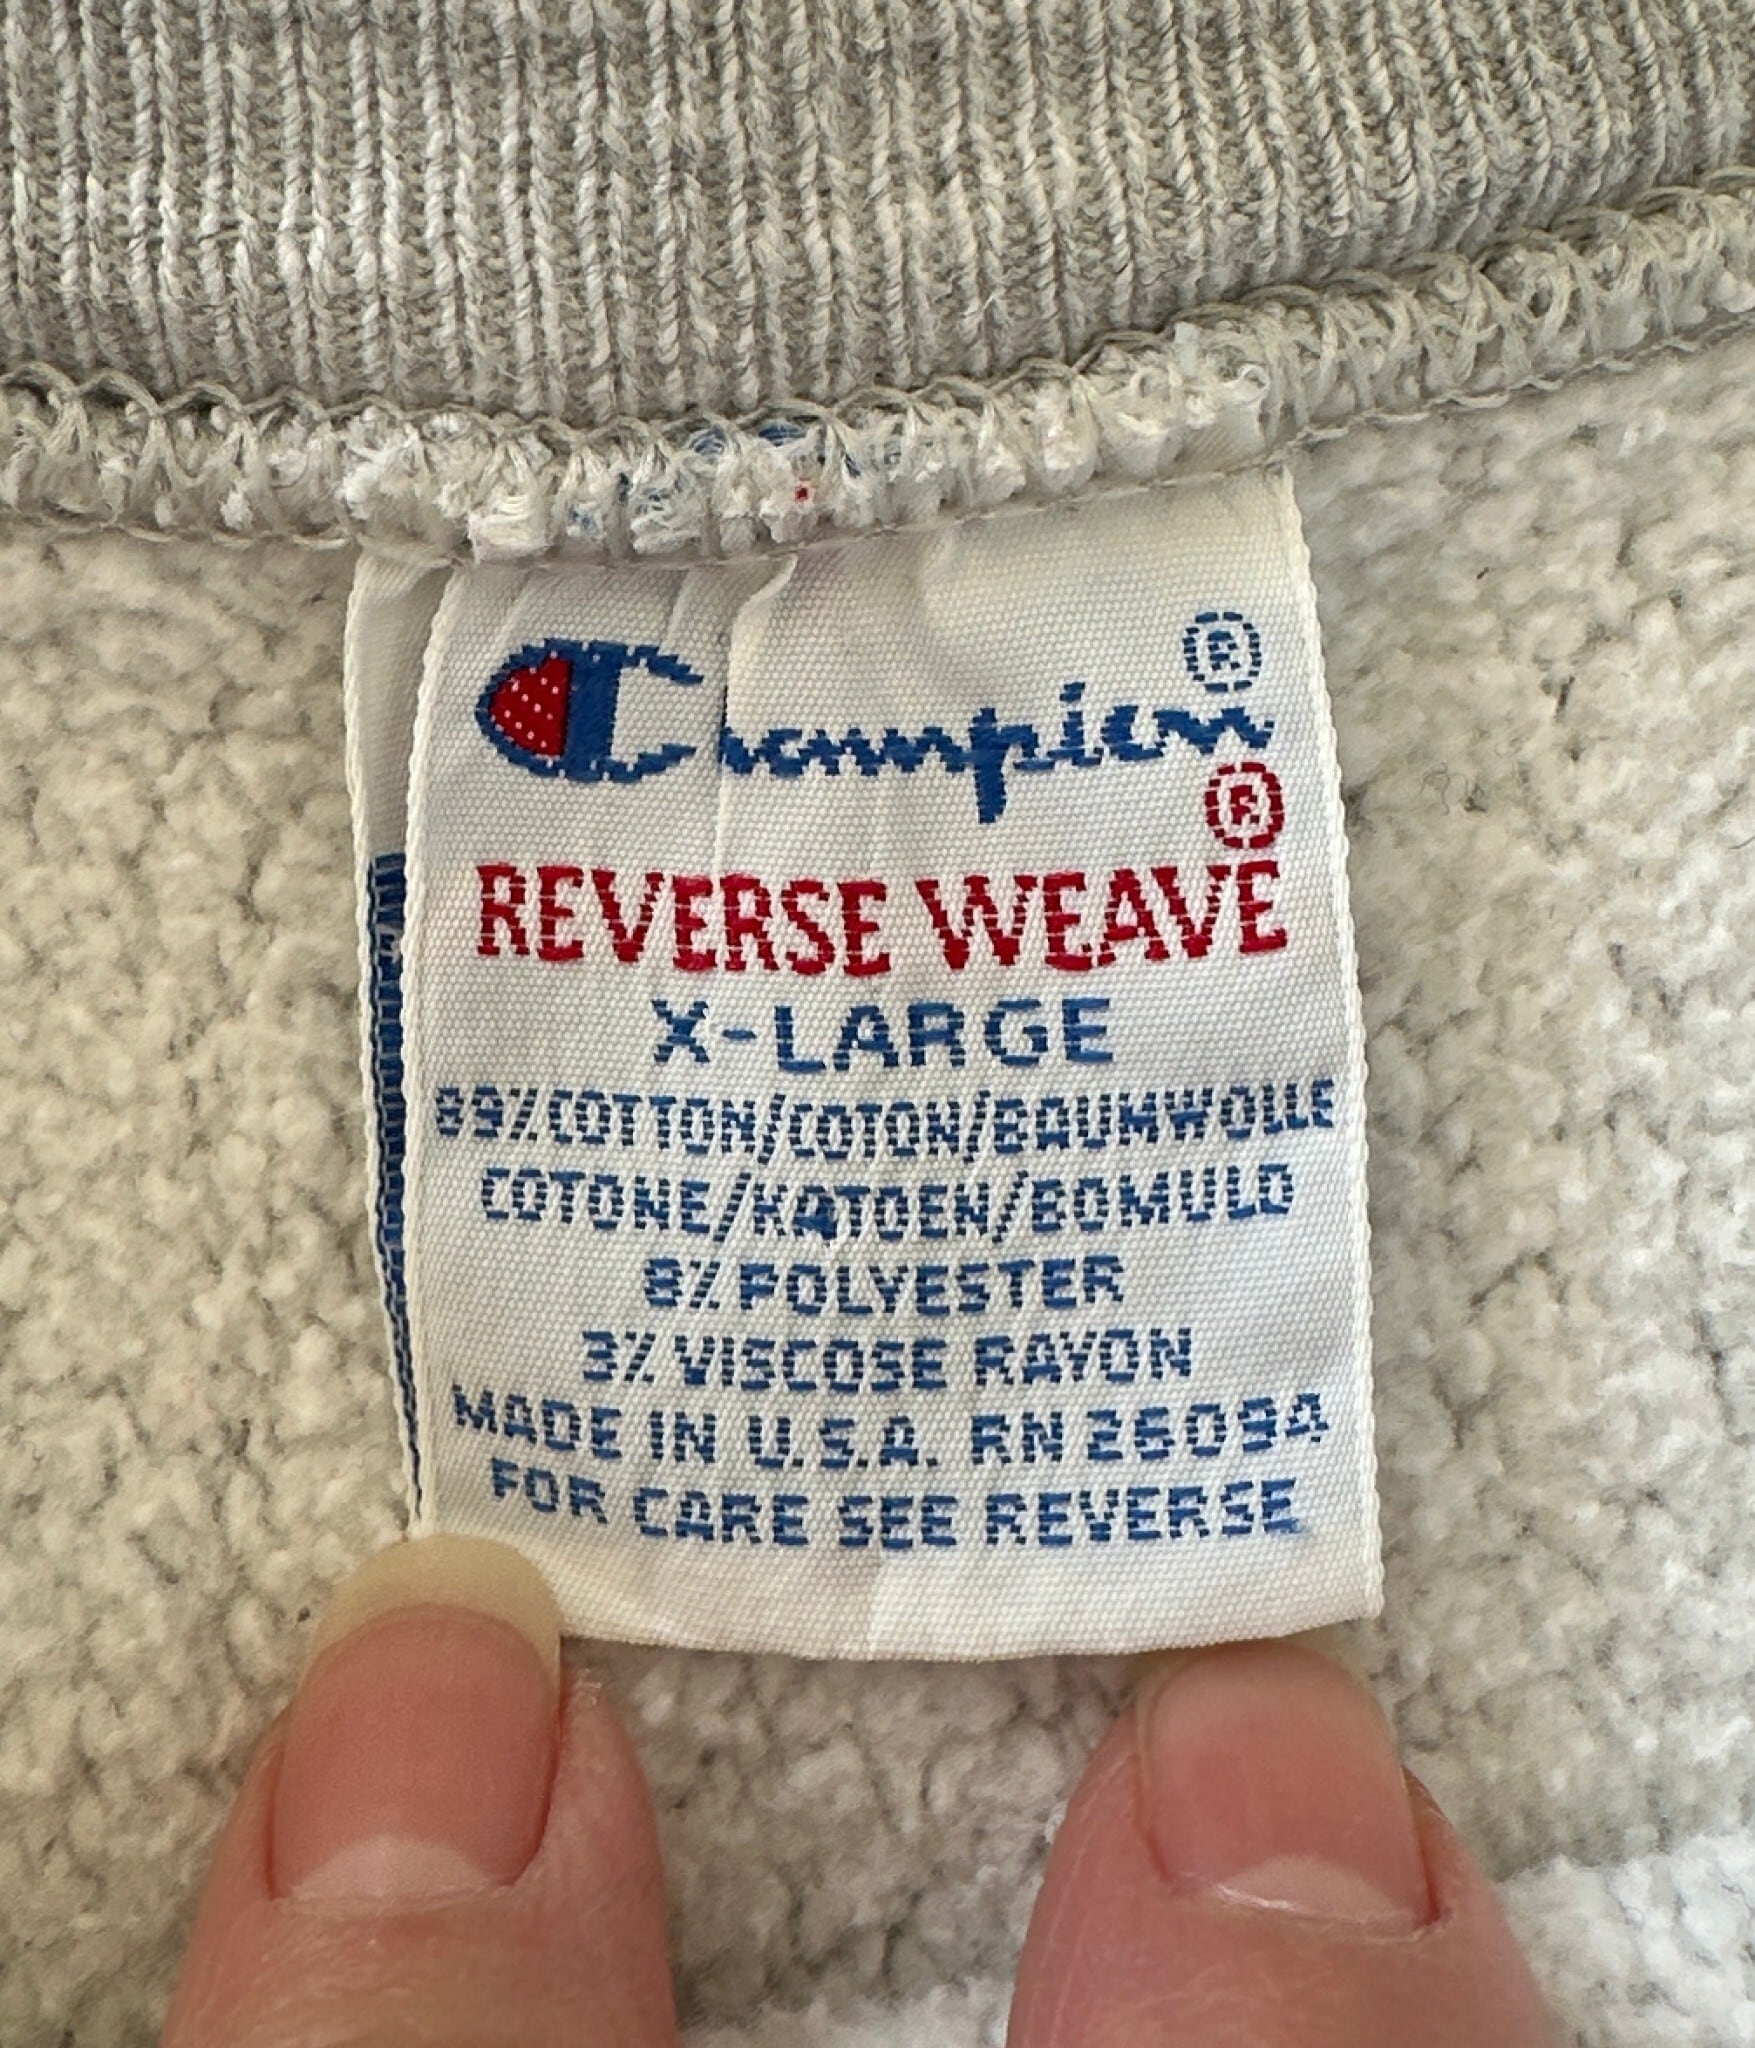 Champion®
®
REVERSE WEAVE
X-LARGE
89% COTTON/COTON/BAUMWOLLE
COTONE/KATOEN/BOMULD
8% POLYESTER
3% VISCOSE RAYON
MADE IN U.S.A. RN 26094
FOR CARE SEE REVERSE